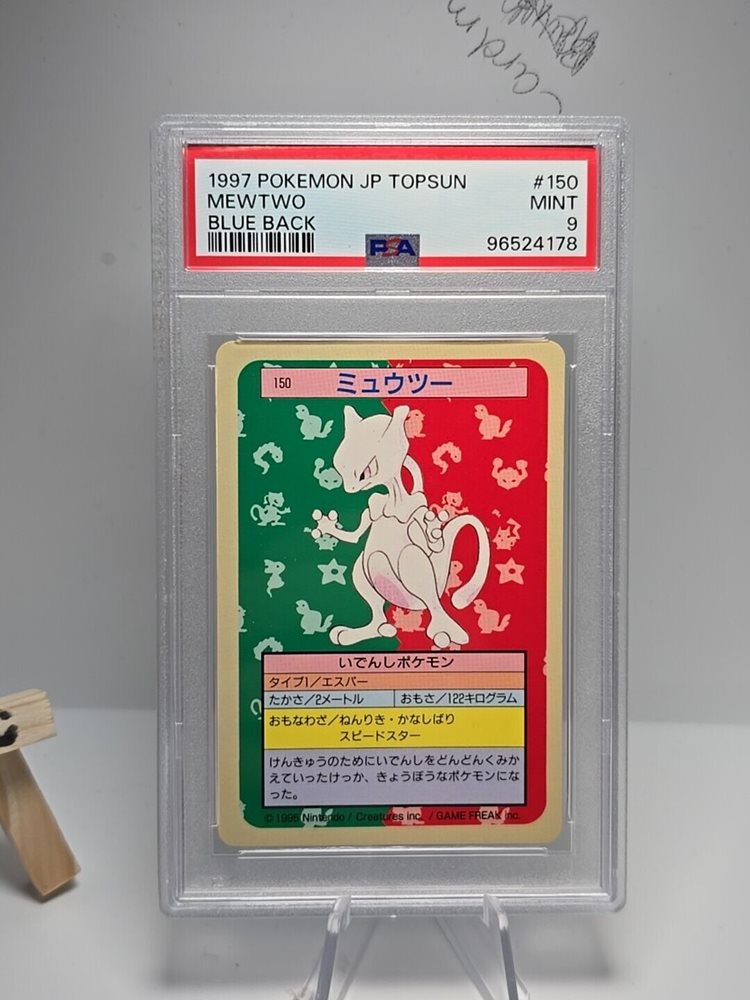 cardm
1997 POKEMON JP TOPSUN #150
MEWTWO MINT
BLUE BACK 9
PSA 96524178
150 ミュウツー
いでんしポケモン
タイプ1/エスパー
たかさ/2メートル おもさ/122キログラム
おもなわざ/ねんりき・かなしばり
スピードスター
けんきゅうのためにいでんしをどんどんくみか
えていったけっか、きょうぼうなポケモンにな
った。
© 1995 Nintendo / Creatures inc. / GAME FREAK inc.